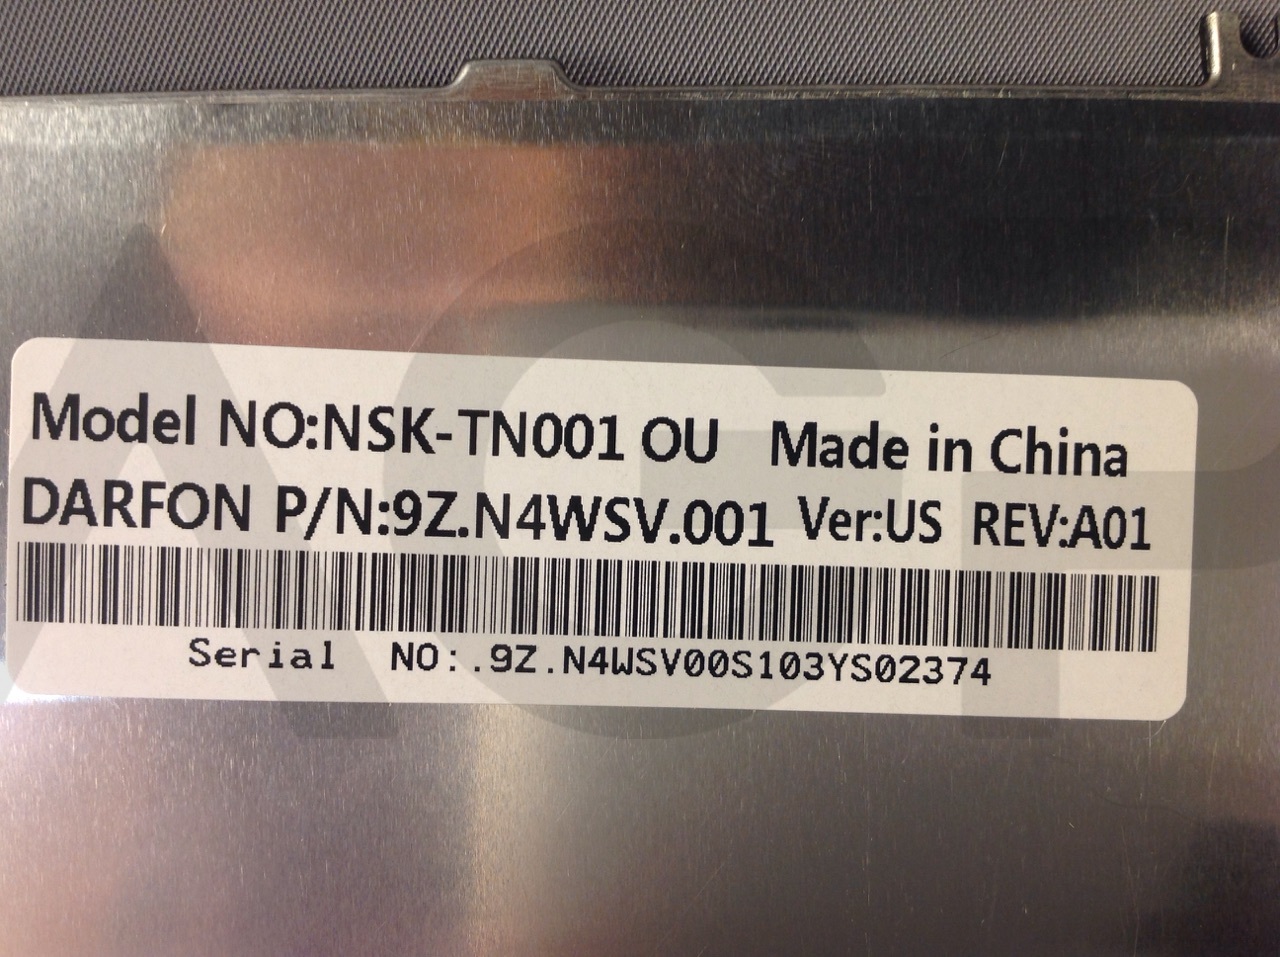 Model NO:NSK-TN001 OU Made in China
DARFON P/N:9Z.N4WSV.001 Ver:US REV:A01
Serial NO:.9Z.N4WSV00S103YS02374